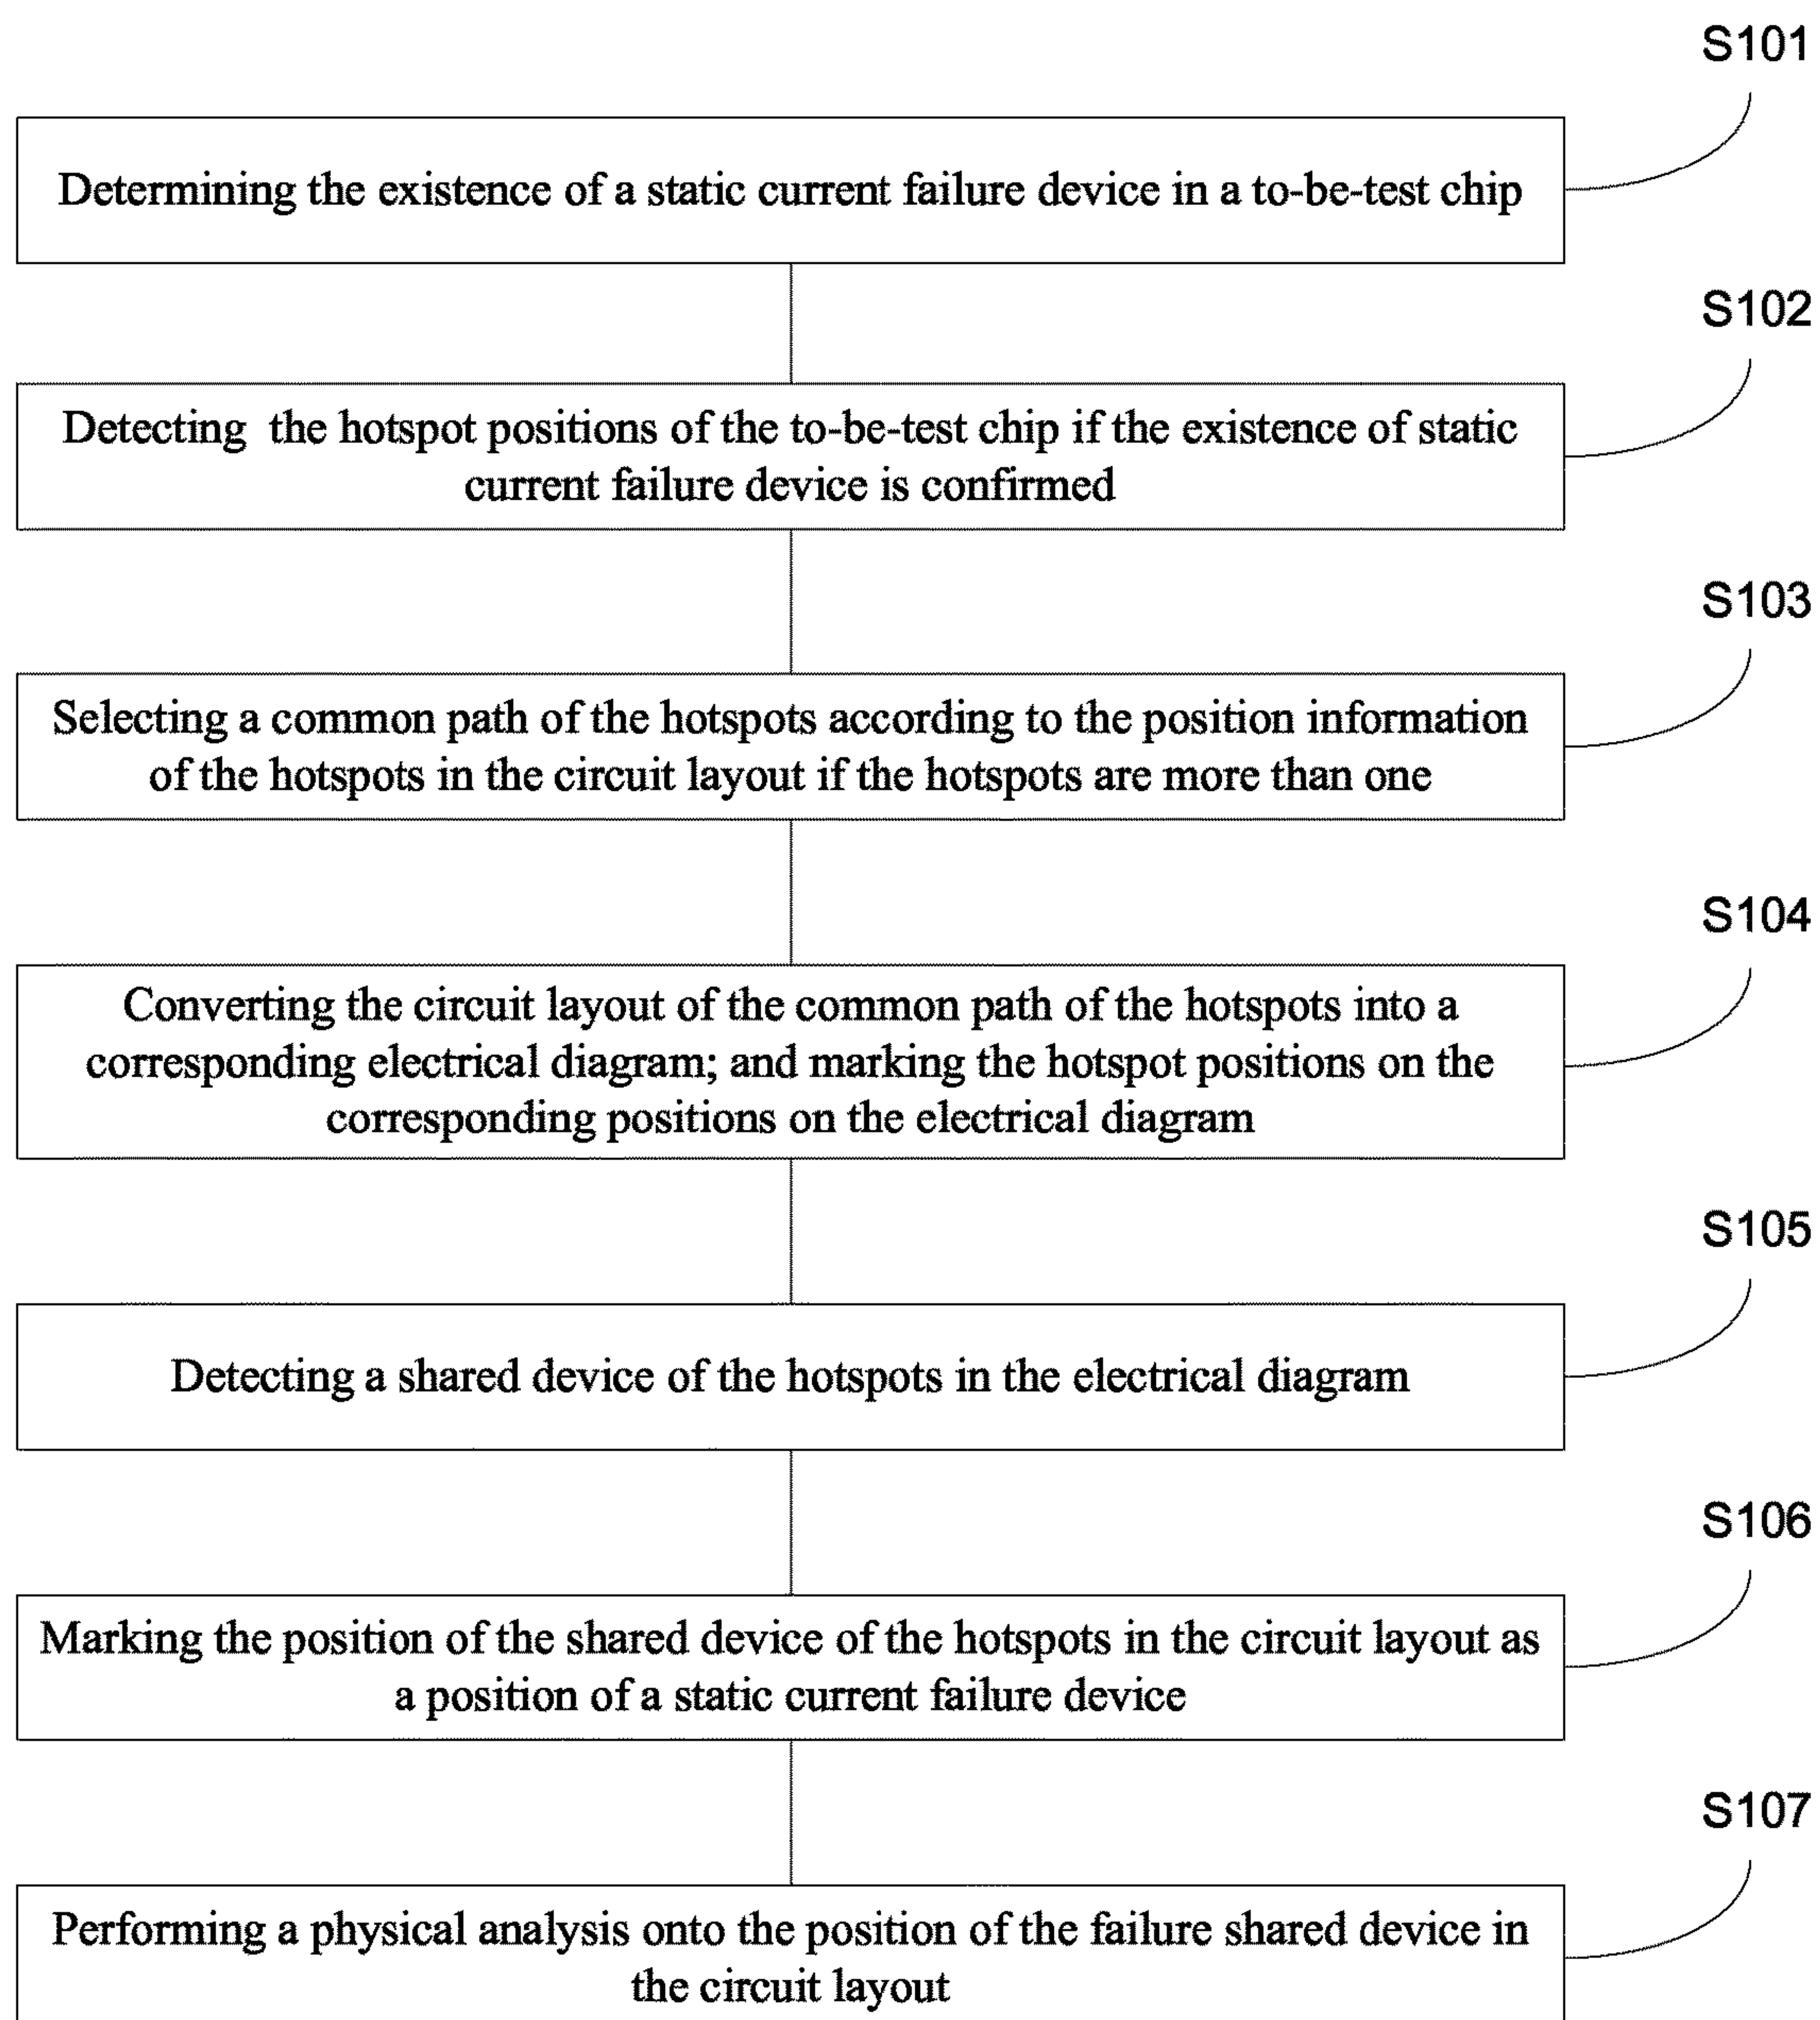 S101
Determining the existence of a static current failure device in a to-be-test chip
S102
Detecting the hotspot positions of the to-be-test chip if the existence of static
current failure device is confirmed
S103
Selecting a common path of the hotspots according to the position information
of the hotspots in the circuit layout if the hotspots are more than one
S104
Converting the circuit layout of the common path of the hotspots into a
corresponding electrical diagram; and marking the hotspot positions on the
corresponding positions on the electrical diagram
S105
Detecting a shared device of the hotspots in the electrical diagram
S106
Marking the position of the shared device of the hotspots in the circuit layout as
a position of a static current failure device
S107
Performing a physical analysis onto the position of the failure shared device in
the circuit layout